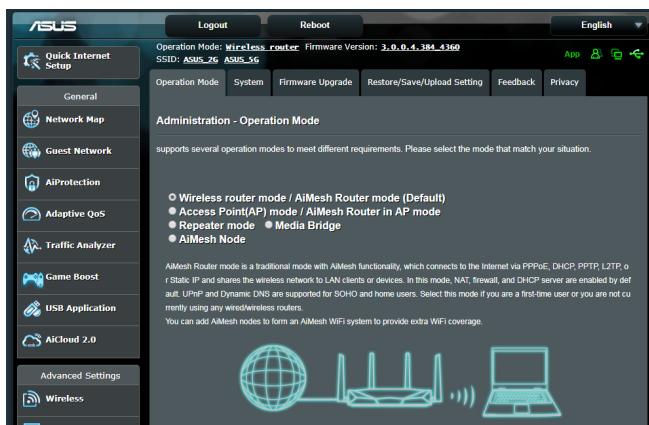 ASUS
Logout
Reboot
English
Quick Internet
Setup
Operation Mode: Wireless router Firmware Version: 3.0.0.4.384_4360
SSID: ASUS_2G ASUS_5G
App
General
Network Map
Guest Network
AiProtection
Adaptive QoS
Traffic Analyzer
Game Boost
USB Application
AiCloud 2.0
Advanced Settings
Wireless
Operation Mode System Firmware Upgrade Restore/Save/Upload Setting Feedback Privacy
Administration - Operation Mode
supports several operation modes to meet different requirements. Please select the mode that match your situation.
Wireless router mode / AiMesh Router mode (Default)
Access Point(AP) mode / AiMesh Router in AP mode
Repeater mode Media Bridge
AiMesh Node
AiMesh Router mode is a traditional mode with AiMesh functionality, which connects to the Internet via PPPoE, DHCP, PPTP, L2TP, o
r Static IP and shares the wireless network to LAN clients or devices. In this mode, NAT, firewall, and DHCP server are enabled by def
ault. UPnP and Dynamic DNS are supported for SOHO and home users. Select this mode if you are a first-time user or you are not cu
rrently using any wired/wireless routers.
You can add AiMesh nodes to form an AiMesh WiFi system to provide extra WiFi coverage.